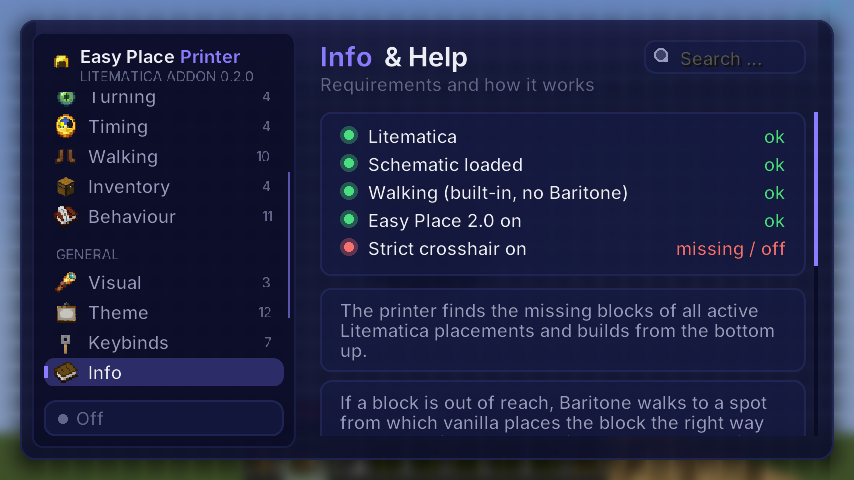 Easy Place Printer
LITEMATICA ADDON 0.2.0
Turning 4
Timing 4
Walking 10
Inventory 4
Behaviour 11
GENERAL
Visual 3
Theme 12
Keybinds 7
Info
Off
Info & Help
Requirements and how it works
Search ...
Litematica ok
Schematic loaded ok
Walking (built-in, no Baritone) ok
Easy Place 2.0 on ok
Strict crosshair on missing / off
The printer finds the missing blocks of all active
Litematica placements and builds from the bottom
up.
If a block is out of reach, Baritone walks to a spot
from which vanilla places the block the right way